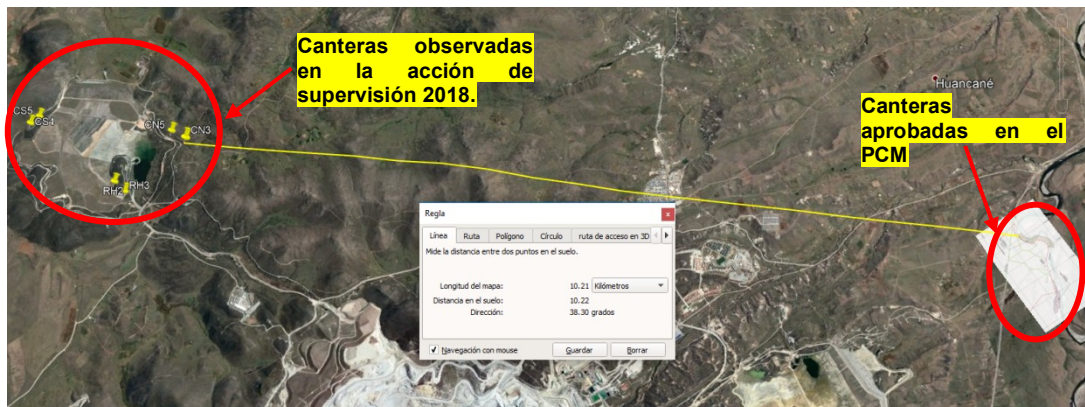 Canteras observadas
en la acción de
supervisión 2018.
Huancané
Canteras
aprobadas en el
PCM
CS5
CS4
CN5
CN3
RH2
RH3
Regla
Línea Ruta Polígono Círculo ruta de acceso en 3D
Mide la distancia entre dos puntos en el suelo.
Longitud del mapa: 10.21 Kilómetros
Distancia en el suelo: 10.22
Dirección: 38.30 grados
Navegación con mouse Guardar Borrar